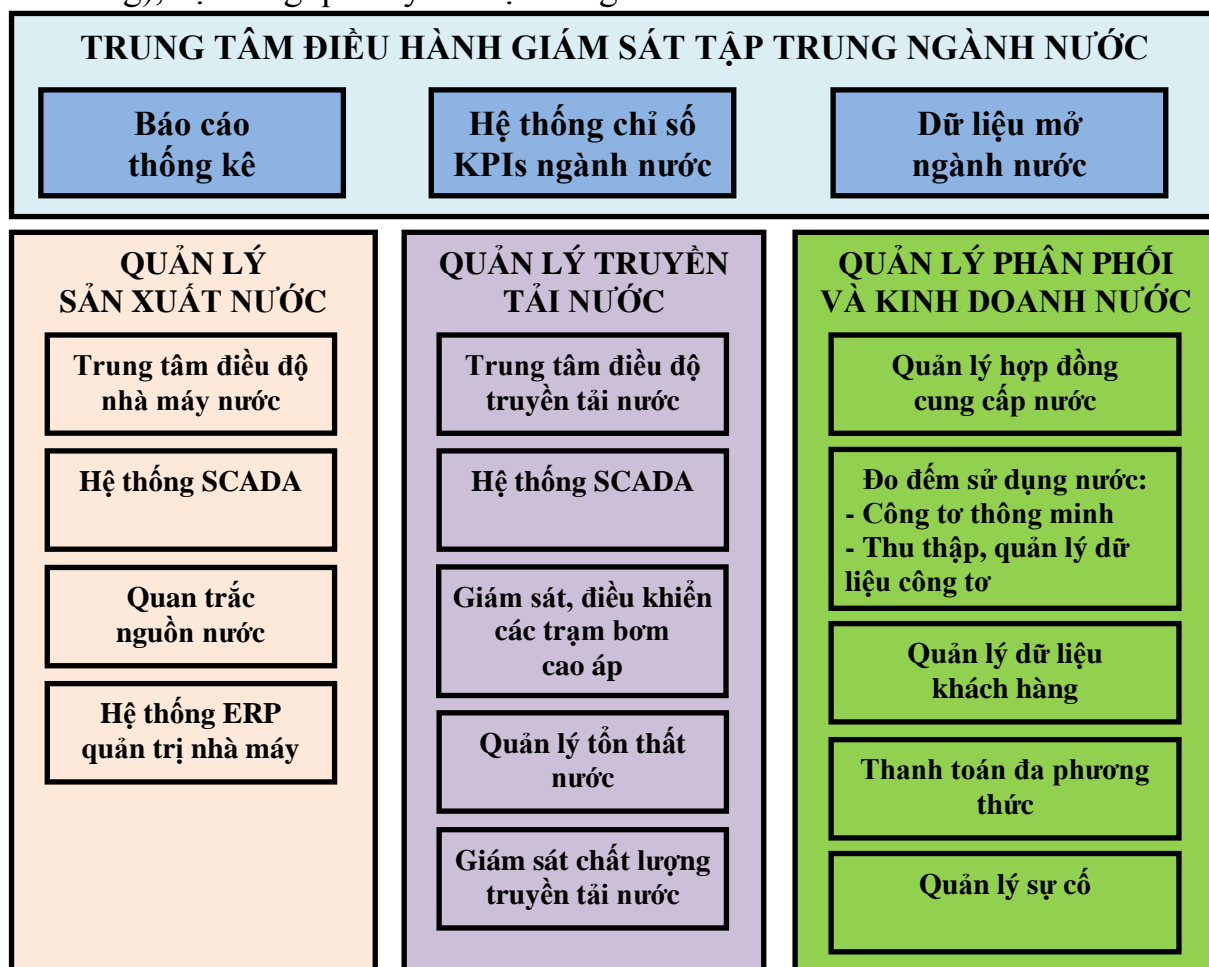 TRUNG TÂM ĐIỀU HÀNH GIÁM SÁT TẬP TRUNG NGÀNH NƯỚC
Báo cáo
thống kê
Hệ thống chỉ số
KPIs ngành nước
Dữ liệu mở
ngành nước
QUẢN LÝ
SẢN XUẤT NƯỚC
Trung tâm điều độ
nhà máy nước
Hệ thống SCADA
Quan trắc
nguồn nước
Hệ thống ERP
quản trị nhà máy
QUẢN LÝ TRUYỀN
TẢI NƯỚC
Trung tâm điều độ
truyền tải nước
Hệ thống SCADA
Giám sát, điều khiển
các trạm bơm
cao áp
Quản lý tổn thất
nước
Giám sát chất lượng
truyền tải nước
QUẢN LÝ PHÂN PHỐI
VÀ KINH DOANH NƯỚC
Quản lý hợp đồng
cung cấp nước
Đo đếm sử dụng nước:
- Công tơ thông minh
- Thu thập, quản lý dữ
liệu công tơ
Quản lý dữ liệu
khách hàng
Thanh toán đa phương
thức
Quản lý sự cố